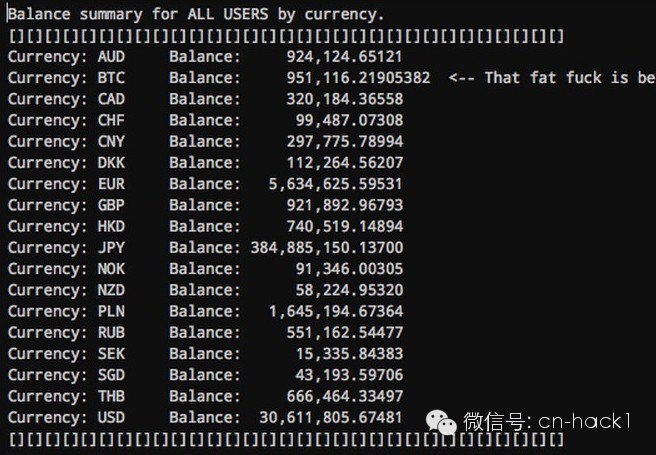 Balance summary for ALL USERS by currency.
[][][][][][][][][][][][][][][][][][][][][][][][][][][][][][][]
Currency: AUD Balance: 924,124.65121
Currency: BTC Balance: 951,116.21905382 <-- That fat fuck is be
Currency: CAD Balance: 320,184.36558
Currency: CHF Balance: 99,487.07308
Currency: CNY Balance: 297,775.78994
Currency: DKK Balance: 112,264.56207
Currency: EUR Balance: 5,634,625.59531
Currency: GBP Balance: 921,892.96793
Currency: HKD Balance: 740,519.14894
Currency: JPY Balance: 384,885,150.13700
Currency: NOK Balance: 91,346.00305
Currency: NZD Balance: 58,224.95320
Currency: PLN Balance: 1,645,194.67364
Currency: RUB Balance: 551,162.54477
Currency: SEK Balance: 15,335.84383
Currency: SGD Balance: 43,193.59706
Currency: THB Balance: 666,464.33497
Currency: USD Balance: 30,611,805.67481
微信号: cn-hack1
[][][][][][][][][][][][][][][][][][][][][][][][][][][][][][][]